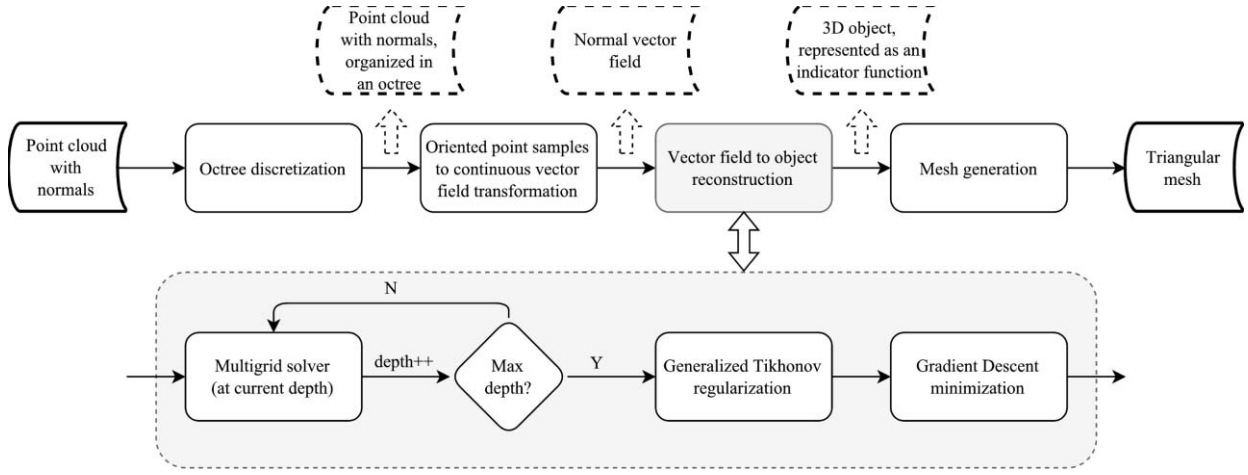 Point cloud
with normals,
organized in
an octree
Normal vector
field
3D object,
represented as an
indicator function
Point cloud
with
normals
Octree discretization
Oriented point samples
to continuous vector
field transformation
Vector field to object
reconstruction
Mesh generation
Triangular
mesh
N
Multigrid solver
(at current depth)
depth++
Max
depth?
Y
Generalized Tikhonov
regularization
Gradient Descent
minimization